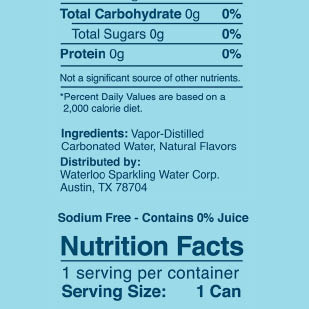 Total Carbohydrate 0g 0%
Total Sugars 0g 0%
Protein 0g 0%
Not a significant source of other nutrients.
*Percent Daily Values are based on a
2,000 calorie diet.
Ingredients: Vapor-Distilled
Carbonated Water, Natural Flavors
Distributed by:
Waterloo Sparkling Water Corp.
Austin, TX 78704
Sodium Free - Contains 0% Juice
Nutrition Facts
1 serving per container
Serving Size: 1 Can